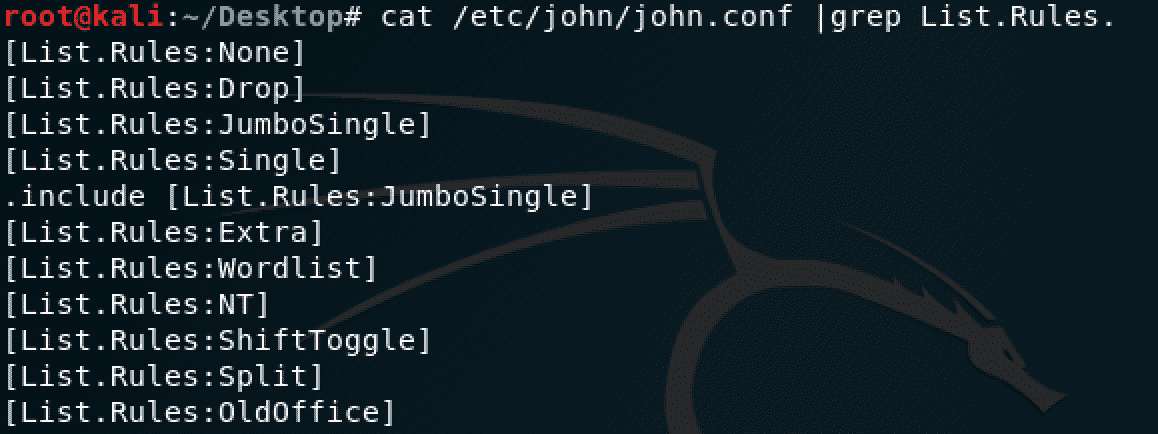 root@kali:~/Desktop# cat /etc/john/john.conf |grep List.Rules.
[List.Rules:None]
[List.Rules:Drop]
[List.Rules:JumboSingle]
[List.Rules:Single]
.include [List.Rules:JumboSingle]
[List.Rules:Extra]
[List.Rules:Wordlist]
[List.Rules:NT]
[List.Rules:ShiftToggle]
[List.Rules:Split]
[List.Rules:OldOffice]